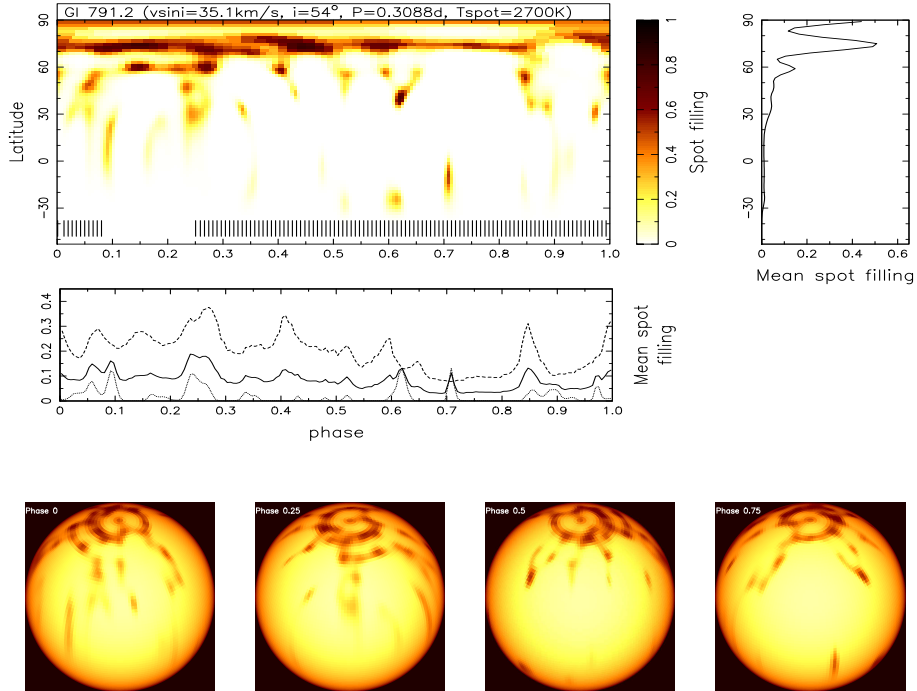 GI 791.2 (vsini=35.1km/s, i=54°, P=0.3088d, Tspot=2700K)
Latitude
90
60
30
0
−30
0 0.1 0.2 0.3 0.4 0.5 0.6 0.7 0.8 0.9 1.0
Spot filling
1
0.8
0.6
0.4
0.2
0
90
60
30
0
−30
0 0.2 0.4 0.6
Mean spot filling
0.4
0.3
0.2
0.1
0
0 0.1 0.2 0.3 0.4 0.5 0.6 0.7 0.8 0.9 1.0
phase
Mean spot
filling
Phase 0
Phase 0.25
Phase 0.5
Phase 0.75